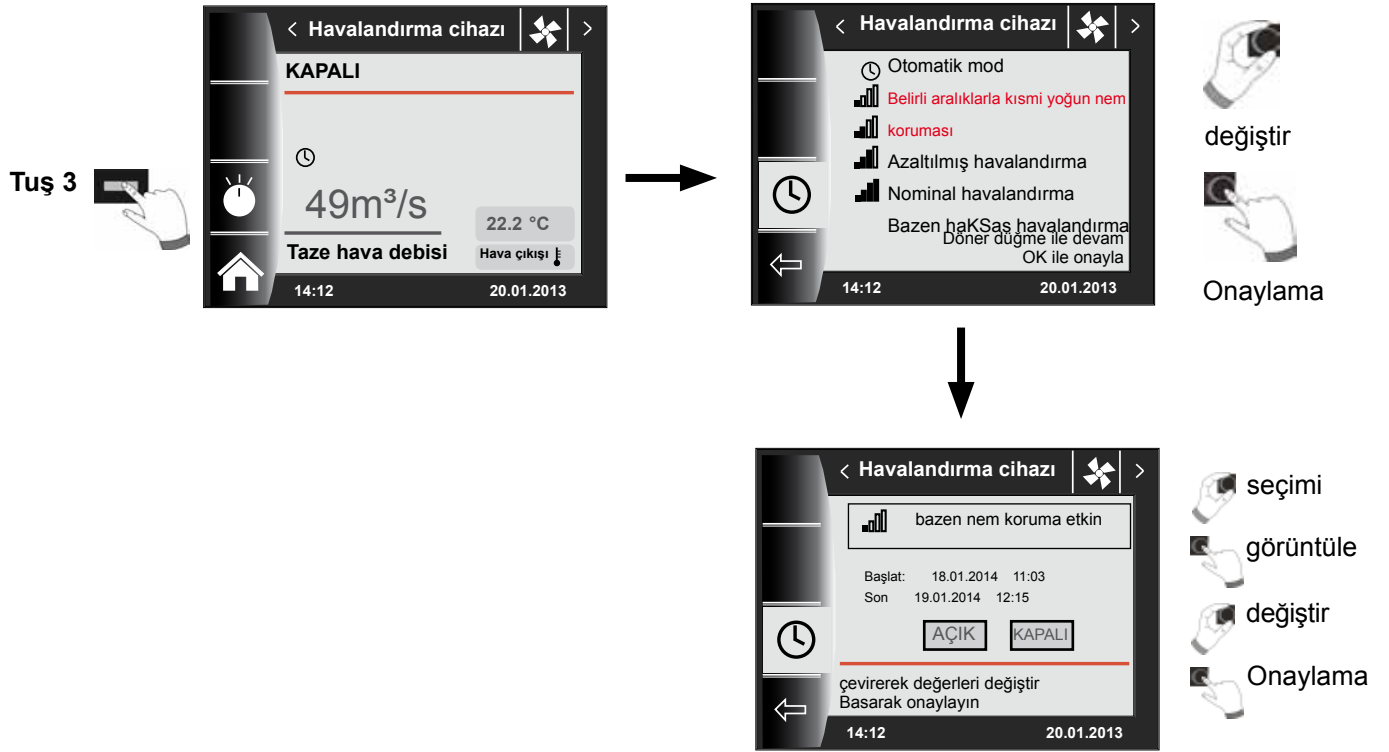 Tuş 3
< Havalandırma cihazı >
KAPALI
49m³/s
22.2 °C
Taze hava debisi
Hava çıkışı
14:12 20.01.2013
< Havalandırma cihazı >
Otomatik mod
Belirli aralıklarla kısmi yoğun nem
koruması
Azaltılmış havalandırma
Nominal havalandırma
Bazen haKSas havalandırma
Döner düğme ile devam
OK ile onayla
14:12 20.01.2013
değiştir
Onaylama
< Havalandırma cihazı >
bazen nem koruma etkin
Başlat: 18.01.2014 11:03
Son 19.01.2014 12:15
AÇIK KAPALI
çevirerek değerleri değiştir
Basarak onaylayın
14:12 20.01.2013
seçimi
görüntüle
değiştir
Onaylama